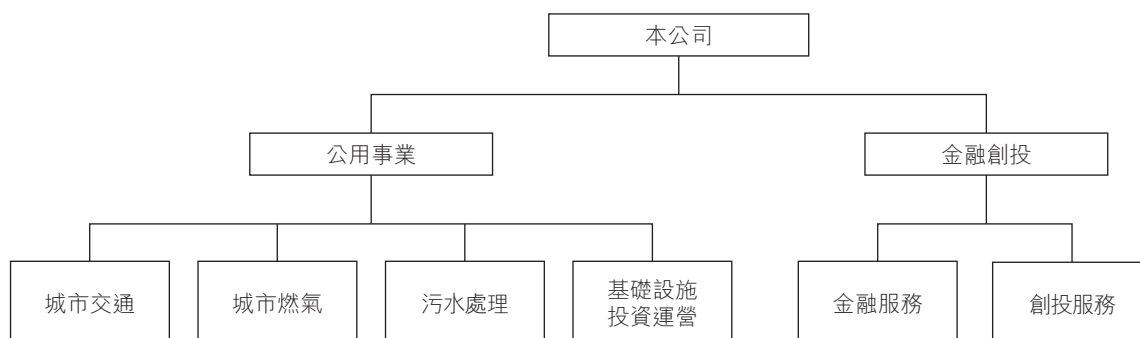 本公司
公用事業
金融創投
城市交通
城市燃氣
污水處理
基礎設施
投資運營
金融服務
創投服務